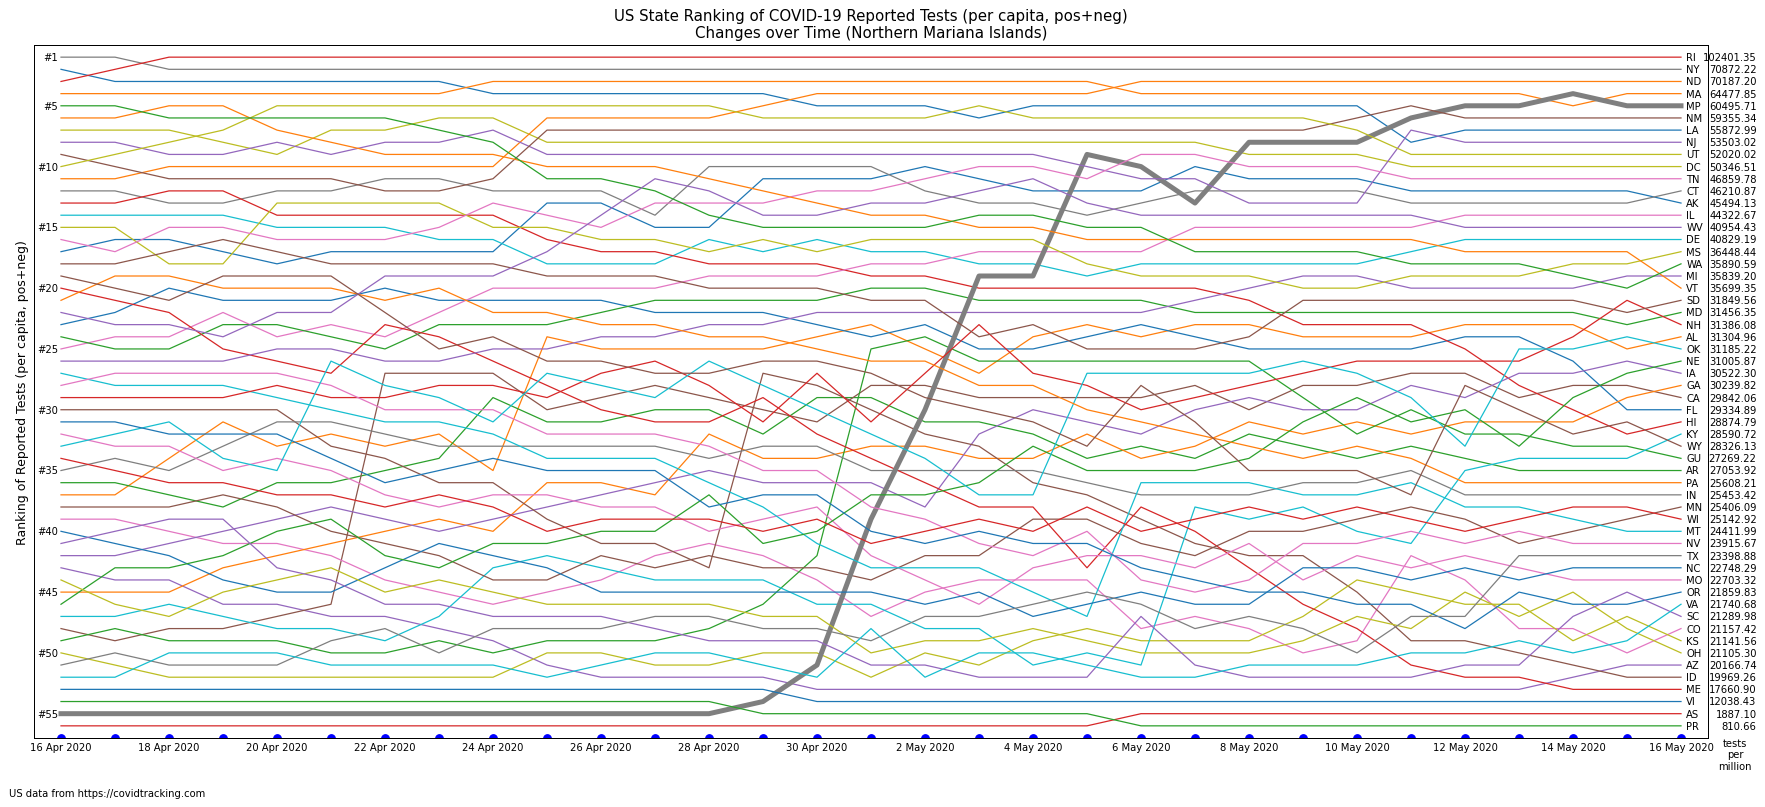 US State Ranking of COVID-19 Reported Tests (per capita, pos+neg)
Changes over Time (Northern Mariana Islands)
Ranking of Reported Tests (per capita, pos+neg)
#1
#5
#10
#15
#20
#25
#30
#35
#40
#45
#50
#55
RI 102401.35
NY 70872.22
ND 70187.20
MA 64477.85
MP 60495.71
NM 59355.34
LA 55872.99
NJ 53503.02
UT 52020.02
DC 50346.51
TN 46859.78
CT 46210.87
AK 45494.13
IL 44322.67
WV 40954.43
DE 40829.19
MS 36448.44
WA 35890.59
MI 35839.20
VT 35699.35
SD 31849.56
MD 31456.35
NH 31386.08
AL 31304.96
OK 31185.22
NE 31005.87
IA 30522.30
GA 30239.82
CA 29842.06
FL 29334.89
HI 28874.79
KY 28590.72
WY 28326.13
GU 27269.22
AR 27053.92
PA 25608.21
IN 25453.42
MN 25406.09
WI 25142.92
MT 24411.99
NV 23915.67
TX 23398.88
NC 22748.29
MO 22703.32
OR 21859.83
VA 21740.68
SC 21289.98
CO 21157.42
KS 21141.56
OH 21105.30
AZ 20166.74
ID 19969.26
ME 17660.90
VI 12038.43
AS 1887.10
PR 810.66
16 Apr 2020 18 Apr 2020 20 Apr 2020 22 Apr 2020 24 Apr 2020 26 Apr 2020 28 Apr 2020 30 Apr 2020 2 May 2020 4 May 2020 6 May 2020 8 May 2020 10 May 2020 12 May 2020 14 May 2020 16 May 2020
tests
per
million
US data from https://covidtracking.com